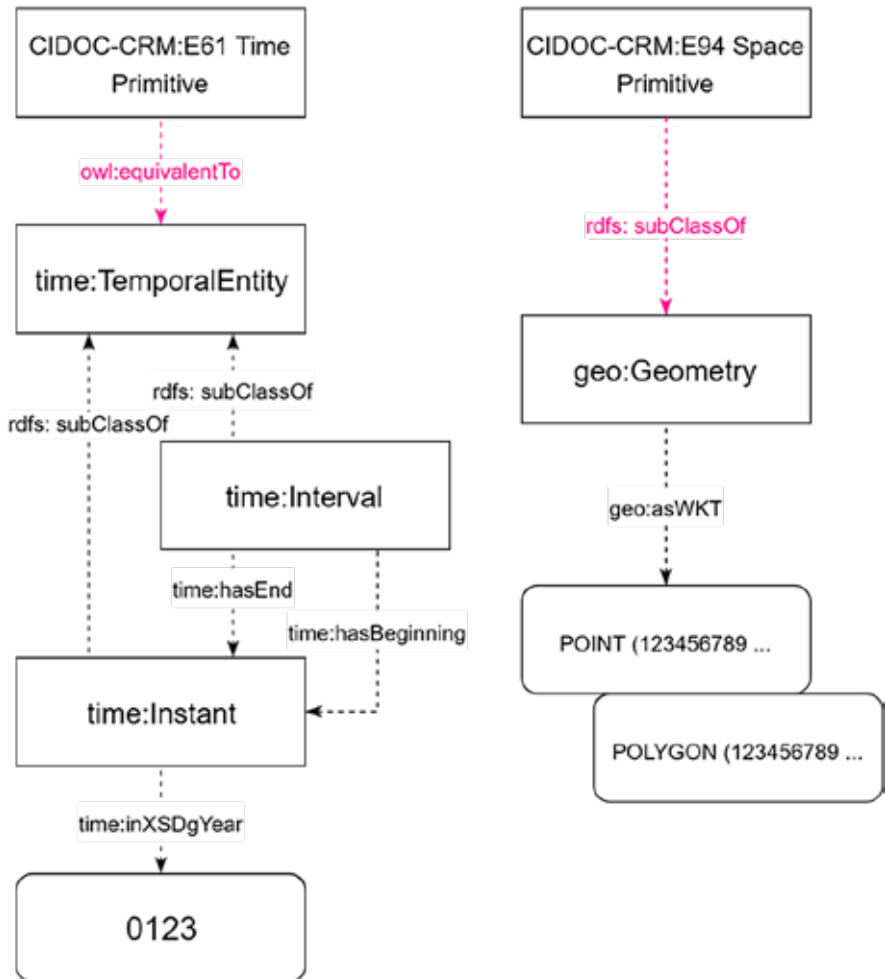 CIDOC-CRM:E61 Time
Primitive
owl:equivalentTo
time:TemporalEntity
rdfs: subClassOf
rdfs: subClassOf
time:Interval
time:hasEnd
time:hasBeginning
time:Instant
time:inXSDgYear
0123
CIDOC-CRM:E94 Space
Primitive
rdfs: subClassOf
geo:Geometry
geo:asWKT
POINT (123456789 ...
POLYGON (123456789 ...